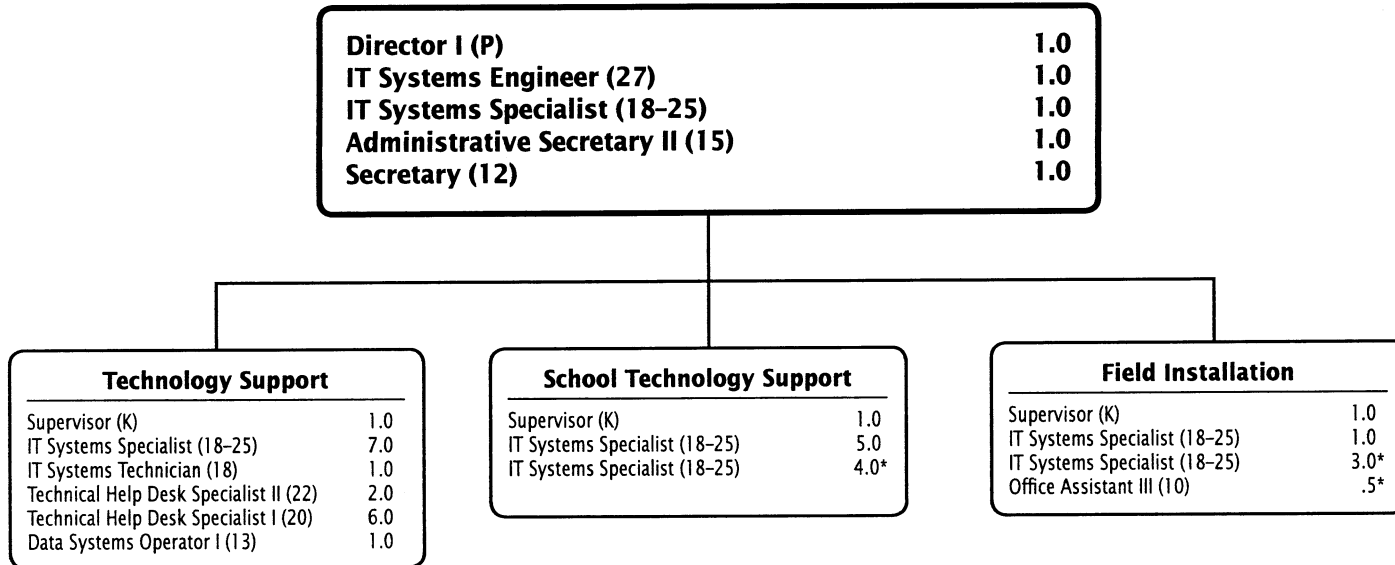 Director I (P) 1.0
IT Systems Engineer (27) 1.0
IT Systems Specialist (18–25) 1.0
Administrative Secretary II (15) 1.0
Secretary (12) 1.0
Technology Support
Supervisor (K) 1.0
IT Systems Specialist (18–25) 7.0
IT Systems Technician (18) 1.0
Technical Help Desk Specialist II (22) 2.0
Technical Help Desk Specialist I (20) 6.0
Data Systems Operator I (13) 1.0
School Technology Support
Supervisor (K) 1.0
IT Systems Specialist (18–25) 5.0
IT Systems Specialist (18–25) 4.0*
Field Installation
Supervisor (K) 1.0
IT Systems Specialist (18–25) 1.0
IT Systems Specialist (18–25) 3.0*
Office Assistant III (10) .5*